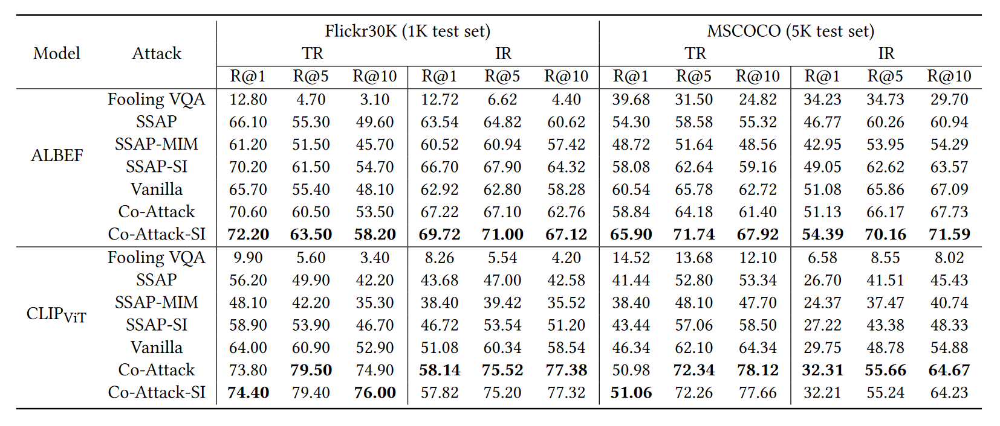 Flickr30K (1K test set) MSCOCO (5K test set)
Model Attack TR IR TR IR
R@1 R@5 R@10 R@1 R@5 R@10 R@1 R@5 R@10 R@1 R@5 R@10
Fooling VQA 12.80 4.70 3.10 12.72 6.62 4.40 39.68 31.50 24.82 34.23 34.73 29.70
SSAP 66.10 55.30 49.60 63.54 64.82 60.62 54.30 58.58 55.32 46.77 60.26 60.94
SSAP-MIM 61.20 51.50 45.70 60.52 60.94 57.42 48.72 51.64 48.56 42.95 53.95 54.29
ALBEF
SSAP-SI 70.20 61.50 54.70 66.70 67.90 64.32 58.08 62.64 59.16 49.05 62.62 63.57
Vanilla 65.70 55.40 48.10 62.92 62.80 58.28 60.54 65.78 62.72 51.08 65.86 67.09
Co-Attack 70.60 60.50 53.50 67.22 67.10 62.76 58.84 64.18 61.40 51.13 66.17 67.73
Co-Attack-SI 72.20 63.50 58.20 69.72 71.00 67.12 65.90 71.74 67.92 54.39 70.16 71.59
Fooling VQA 9.90 5.60 3.40 8.26 5.54 4.20 14.52 13.68 12.10 6.58 8.55 8.02
SSAP 56.20 49.90 42.20 43.68 47.00 42.58 41.44 52.80 53.34 26.70 41.51 45.43
SSAP-MIM 48.10 42.20 35.30 38.40 39.42 35.52 38.40 48.10 47.70 24.37 37.47 40.74
CLIPViT
SSAP-SI 58.90 53.90 46.70 46.72 53.54 51.20 43.44 57.06 58.50 27.22 43.38 48.33
Vanilla 64.00 60.90 52.90 51.08 60.34 58.54 46.34 62.10 64.34 29.75 48.78 54.88
Co-Attack 73.80 79.50 74.90 58.14 75.52 77.38 50.98 72.34 78.12 32.31 55.66 64.67
Co-Attack-SI 74.40 79.40 76.00 57.82 75.20 77.32 51.06 72.26 77.66 32.21 55.24 64.23